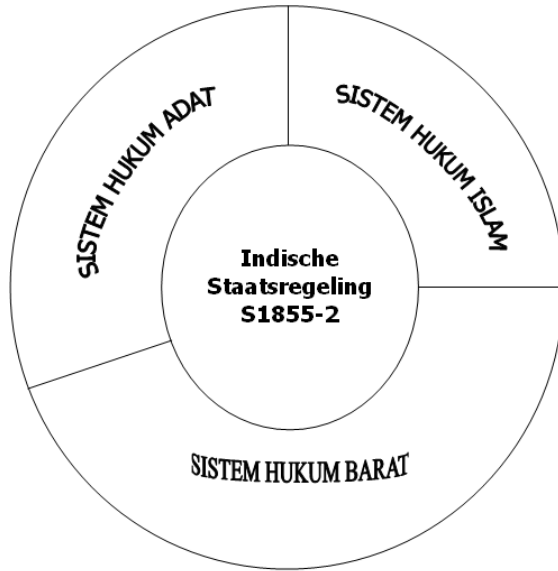 SISTEM HUKUM ADAT
SISTEM HUKUM ISLAM
Indische
Staatsregeling
S1855-2
SISTEM HUKUM BARAT